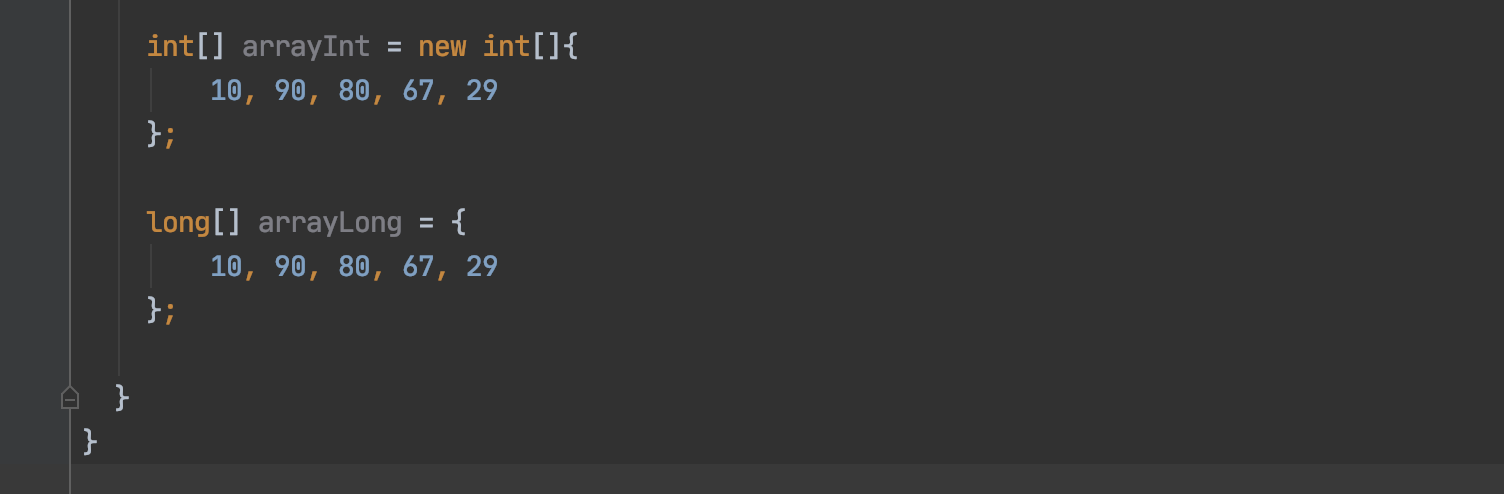 int[] arrayInt = new int[]{
10, 90, 80, 67, 29
};
long[] arrayLong = {
10, 90, 80, 67, 29
};
}
}